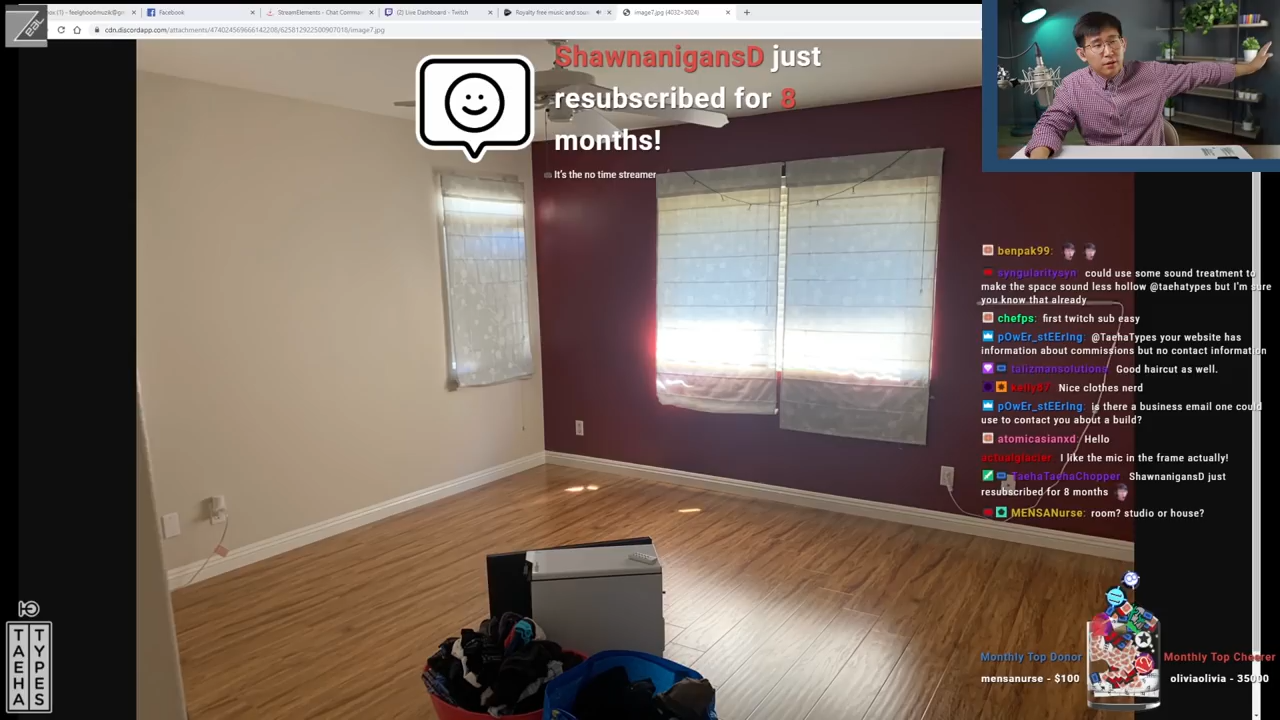 Facebook
StreamElements - Chat Commu
(2) Live Dashboard - Twitch
Royalty free music and soun
image7.jpg (4032×3024)
cdn.discordapp.com/attachments/474024569666142208/625812922500907018/image7.jpg
ShawnanigansD just
resubscribed for 8
months!
It's the no time streamer
benpak99:
syngularitysyn: could use some sound treatment to
make the space sound less hollow @taehatypes but I'm sure
you know that already
chefps: first twitch sub easy
pOwEr_stEErIng: @TaehaTypes your website has
information about commissions but no contact information
talizmansolutions: Good haircut as well.
kelly87: Nice clothes nerd
pOwEr_stEErIng: is there a business email one could
use to contact you about a build?
atomicasianxd: Hello
actualglacier: I like the mic in the frame actually!
TaehaTaehaChopper: ShawnanigansD just
resubscribed for 8 months
MENSANurse: room? studio or house?
TAEHA
TYPES
Monthly Top Donor
mensanurse - $100
Monthly Top Cheerer
oliviaolivia - 35000